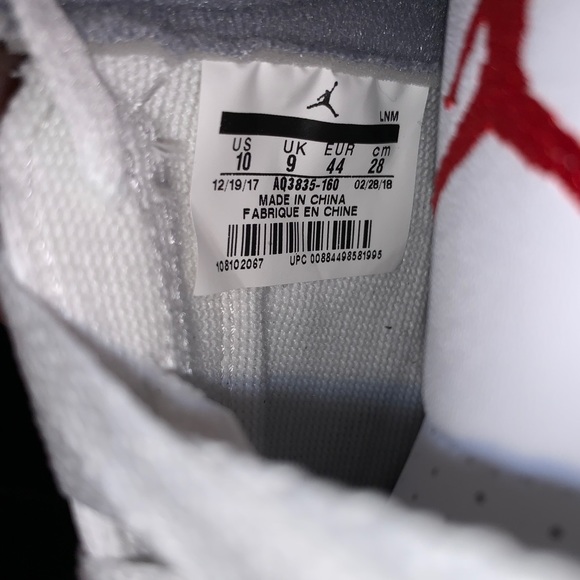 LNM
US UK EUR cm
10 9 44 28
12/19/17 AQ3835-160 02/28/18
MADE IN CHINA
FABRIQUE EN CHINE
108102067 UPC 00884498581995